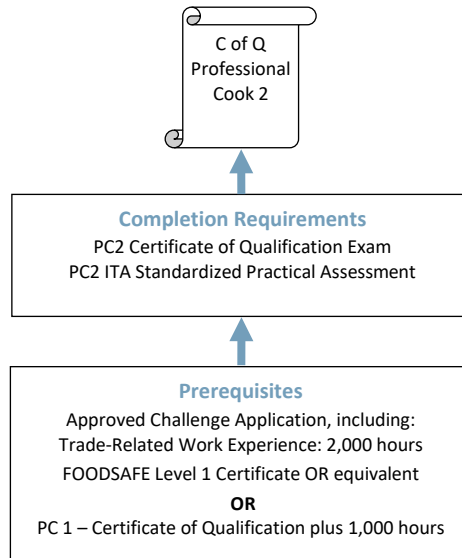 C of Q
Professional
Cook 2
Completion Requirements
PC2 Certificate of Qualification Exam
PC2 ITA Standardized Practical Assessment
Prerequisites
Approved Challenge Application, including:
Trade-Related Work Experience: 2,000 hours
FOODSAFE Level 1 Certificate OR equivalent
OR
PC 1 – Certificate of Qualification plus 1,000 hours